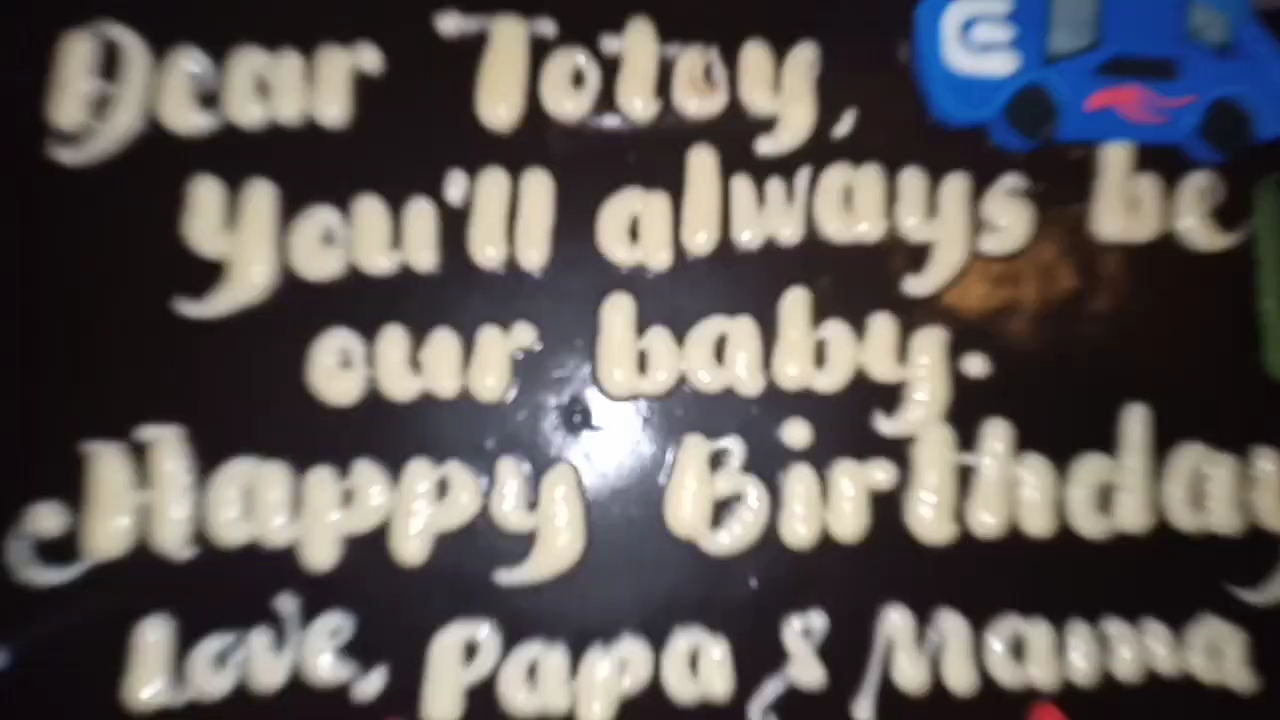 Dear Totoy,
You'll always be
our baby.
Happy Birthday
Love, Papa & Mama